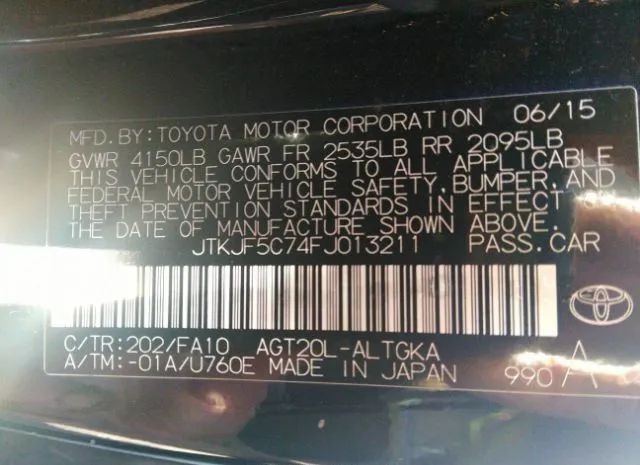 MFD.BY:TOYOTA MOTOR CORPORATION 06/15
GVWR 4150LB GAWR FR 2535LB RR 2095LB
THIS VEHICLE CONFORMS TO ALL APPLICABLE
FEDERAL MOTOR VEHICLE SAFETY,BUMPER,AND
THEFT PREVENTION STANDARDS IN EFFECT ON
THE DATE OF MANUFACTURE SHOWN ABOVE.
JTKJF5C74FJ013211 PASS.CAR
C/TR:202/FA10 AGT20L-ALTGKA A
A/TM:-01A/U760E MADE IN JAPAN 990